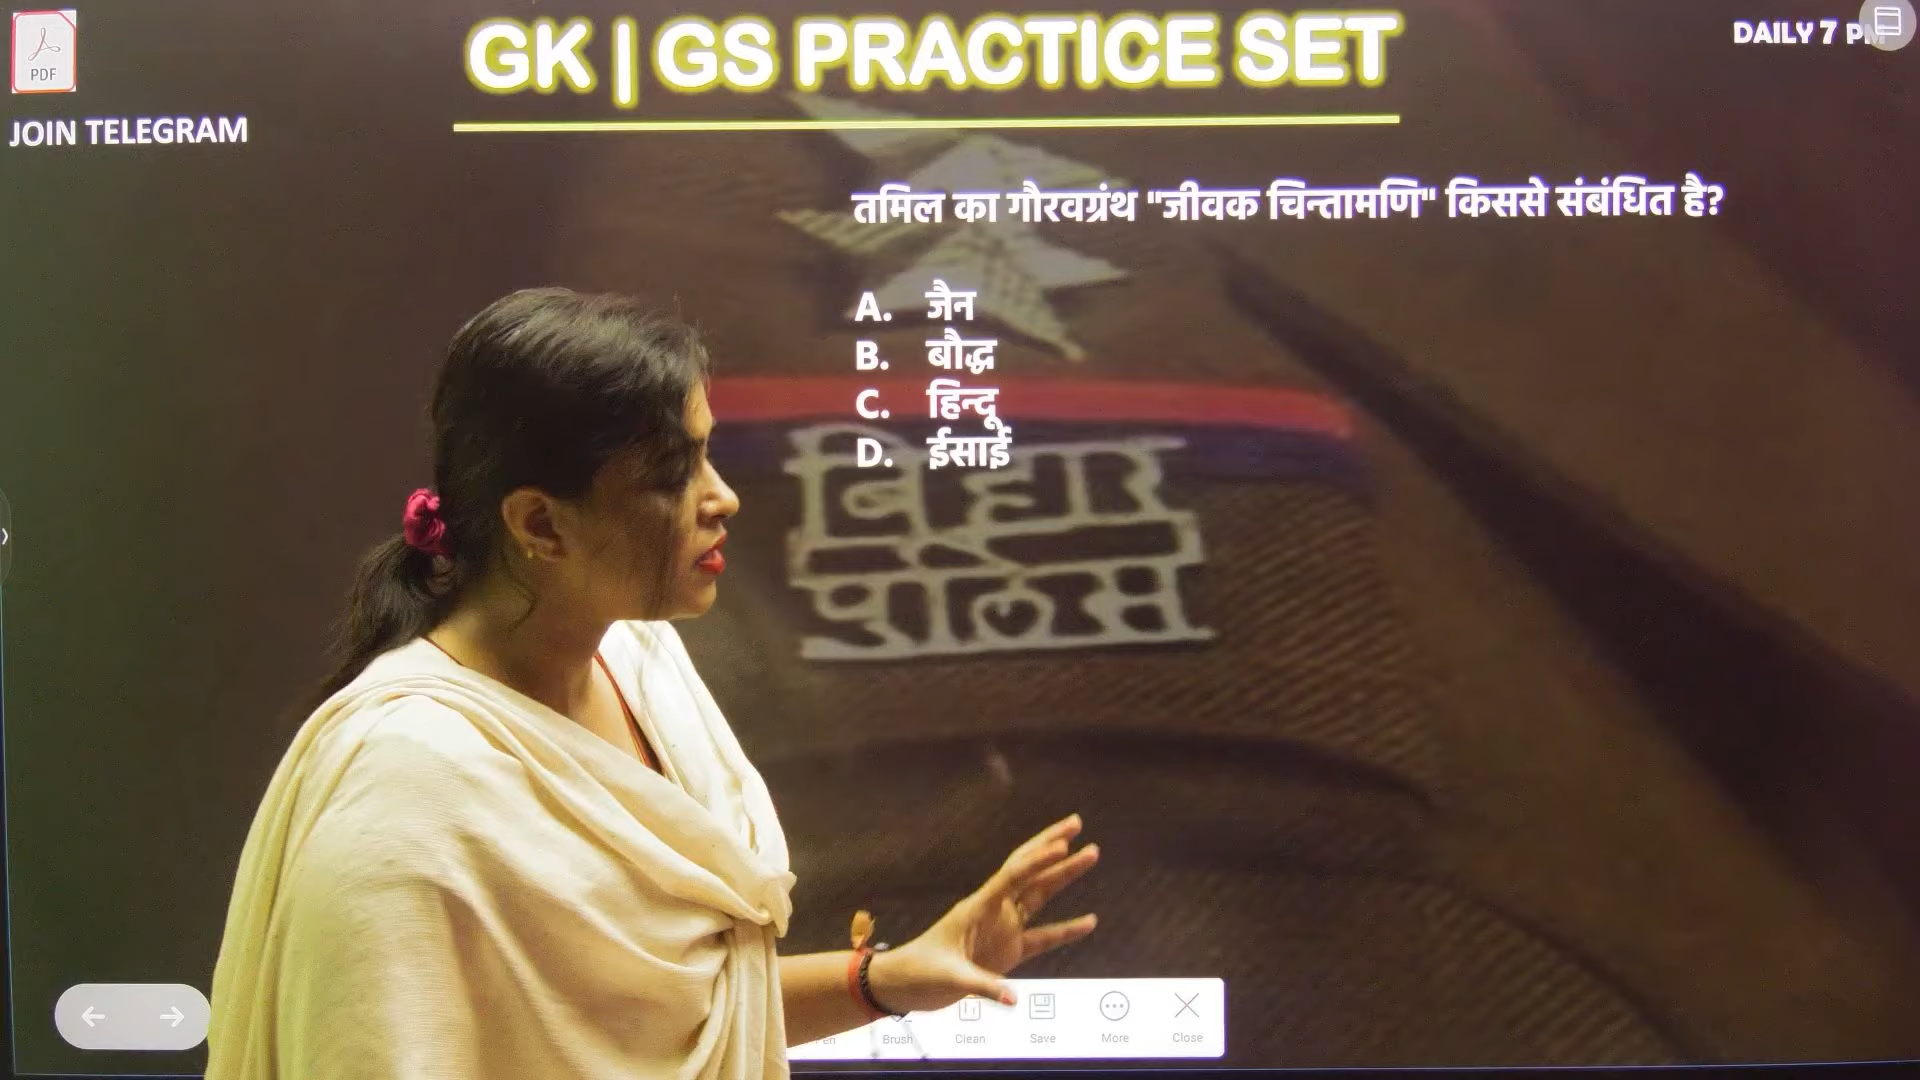 PDF
GK | GS PRACTICE SET
DAILY 7
JOIN TELEGRAM
तमिल का गौरवग्रंथ "जीवक चिन्तामणि" किससे संबंधित है?
A. जैन
B. बौद्ध
C. हिन्दू
D. ईसाई
बिहार
पुलिस
Brush
Clean
Save
More
Close